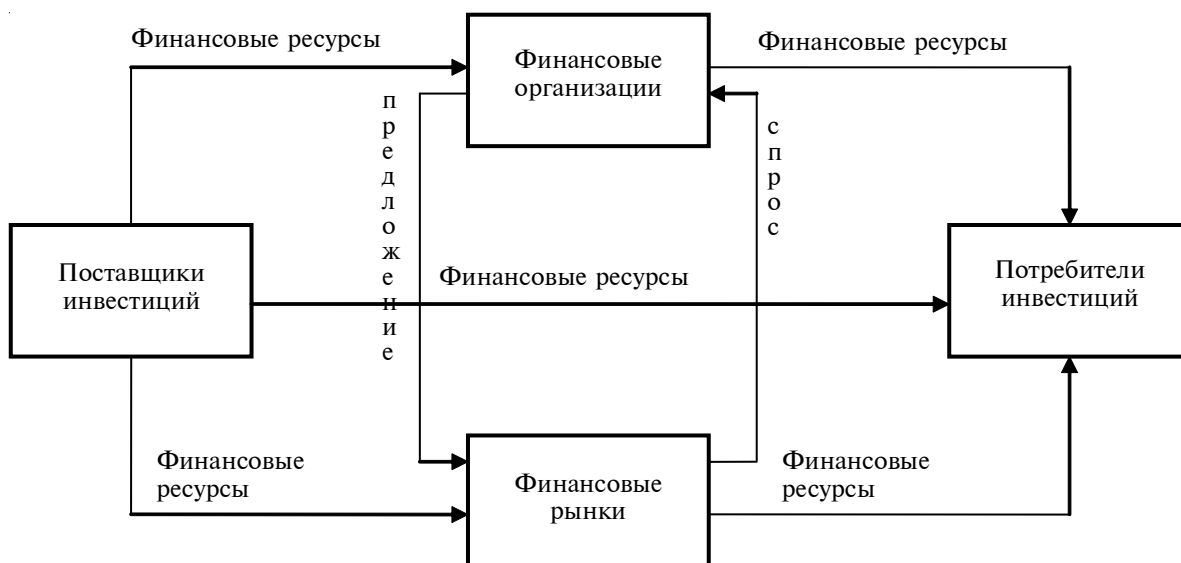 Финансовые ресурсы
Финансовые
организации
Финансовые ресурсы
предложение
спрос
Поставщики
инвестиций
Финансовые ресурсы
Потребители
инвестиций
Финансовые
ресурсы
Финансовые
рынки
Финансовые
ресурсы